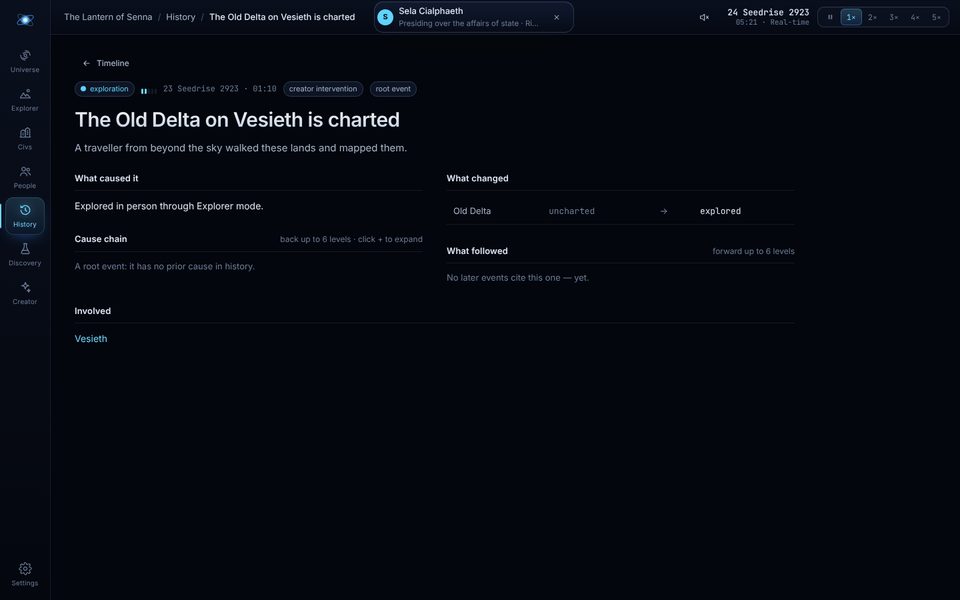 The Lantern of Senna / History / The Old Delta on Vesieth is charted
S
Sela Cialphaeth
Presiding over the affairs of state · Ri...
×
24 Seedrise 2923
05:21 · Real-time
1× 2× 3× 4× 5×
Universe
Explorer
Civs
People
History
Discovery
Creator
Settings
← Timeline
exploration 23 Seedrise 2923 · 01:10 creator intervention root event
The Old Delta on Vesieth is charted
A traveller from beyond the sky walked these lands and mapped them.
What caused it
Explored in person through Explorer mode.
Cause chain back up to 6 levels · click + to expand
A root event: it has no prior cause in history.
What changed
Old Delta uncharted → explored
What followed forward up to 6 levels
No later events cite this one — yet.
Involved
Vesieth